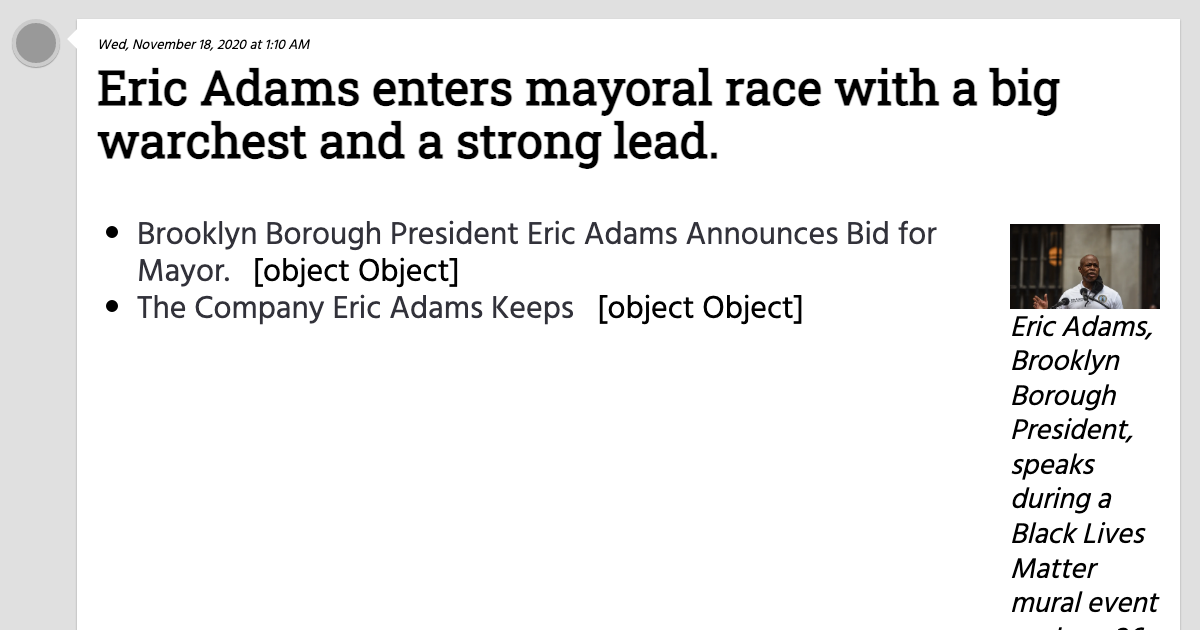 Wed, November 18, 2020 at 1:10 AM
Eric Adams enters mayoral race with a big
warchest and a strong lead.
Brooklyn Borough President Eric Adams Announces Bid for
Mayor. [object Object]
The Company Eric Adams Keeps [object Object]
Eric Adams,
Brooklyn
Borough
President,
speaks
during a
Black Lives
Matter
mural event